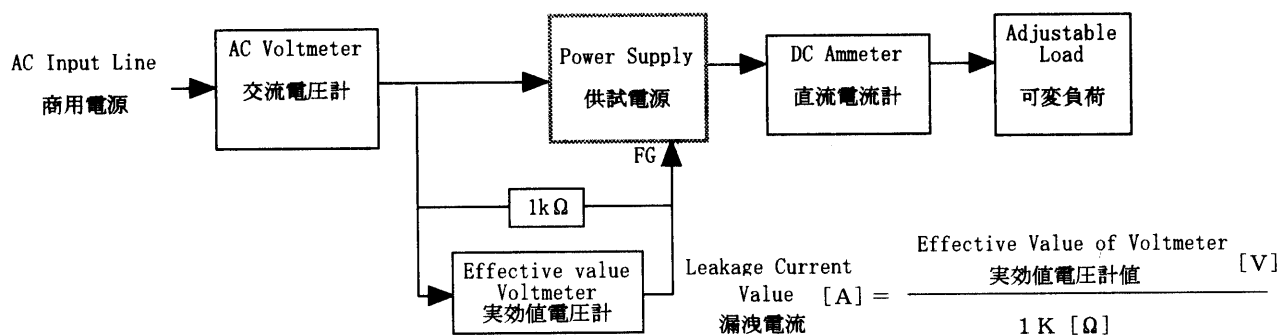 AC Input Line
商用電源
AC Voltmeter
交流電圧計
Power Supply
供試電源
DC Ammeter
直流電流計
Adjustable
Load
可変負荷
FG
1kΩ
Effective value
Voltmeter
実効値電圧計
Leakage Current
Value [A] =
漏洩電流
Effective Value of Voltmeter
実効値電圧計値 [V]
1K [Ω]